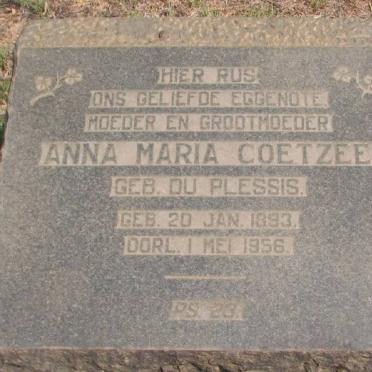 HIER RUS
ONS GELIEFDE EGGENOTE
MOEDER EN GROOTMOEDER
ANNA MARIA COETZEE
GEB. DU PLESSIS.
GEB. 20 JAN. 1893.
OORL. 1 MEI 1956.
PS. 23.